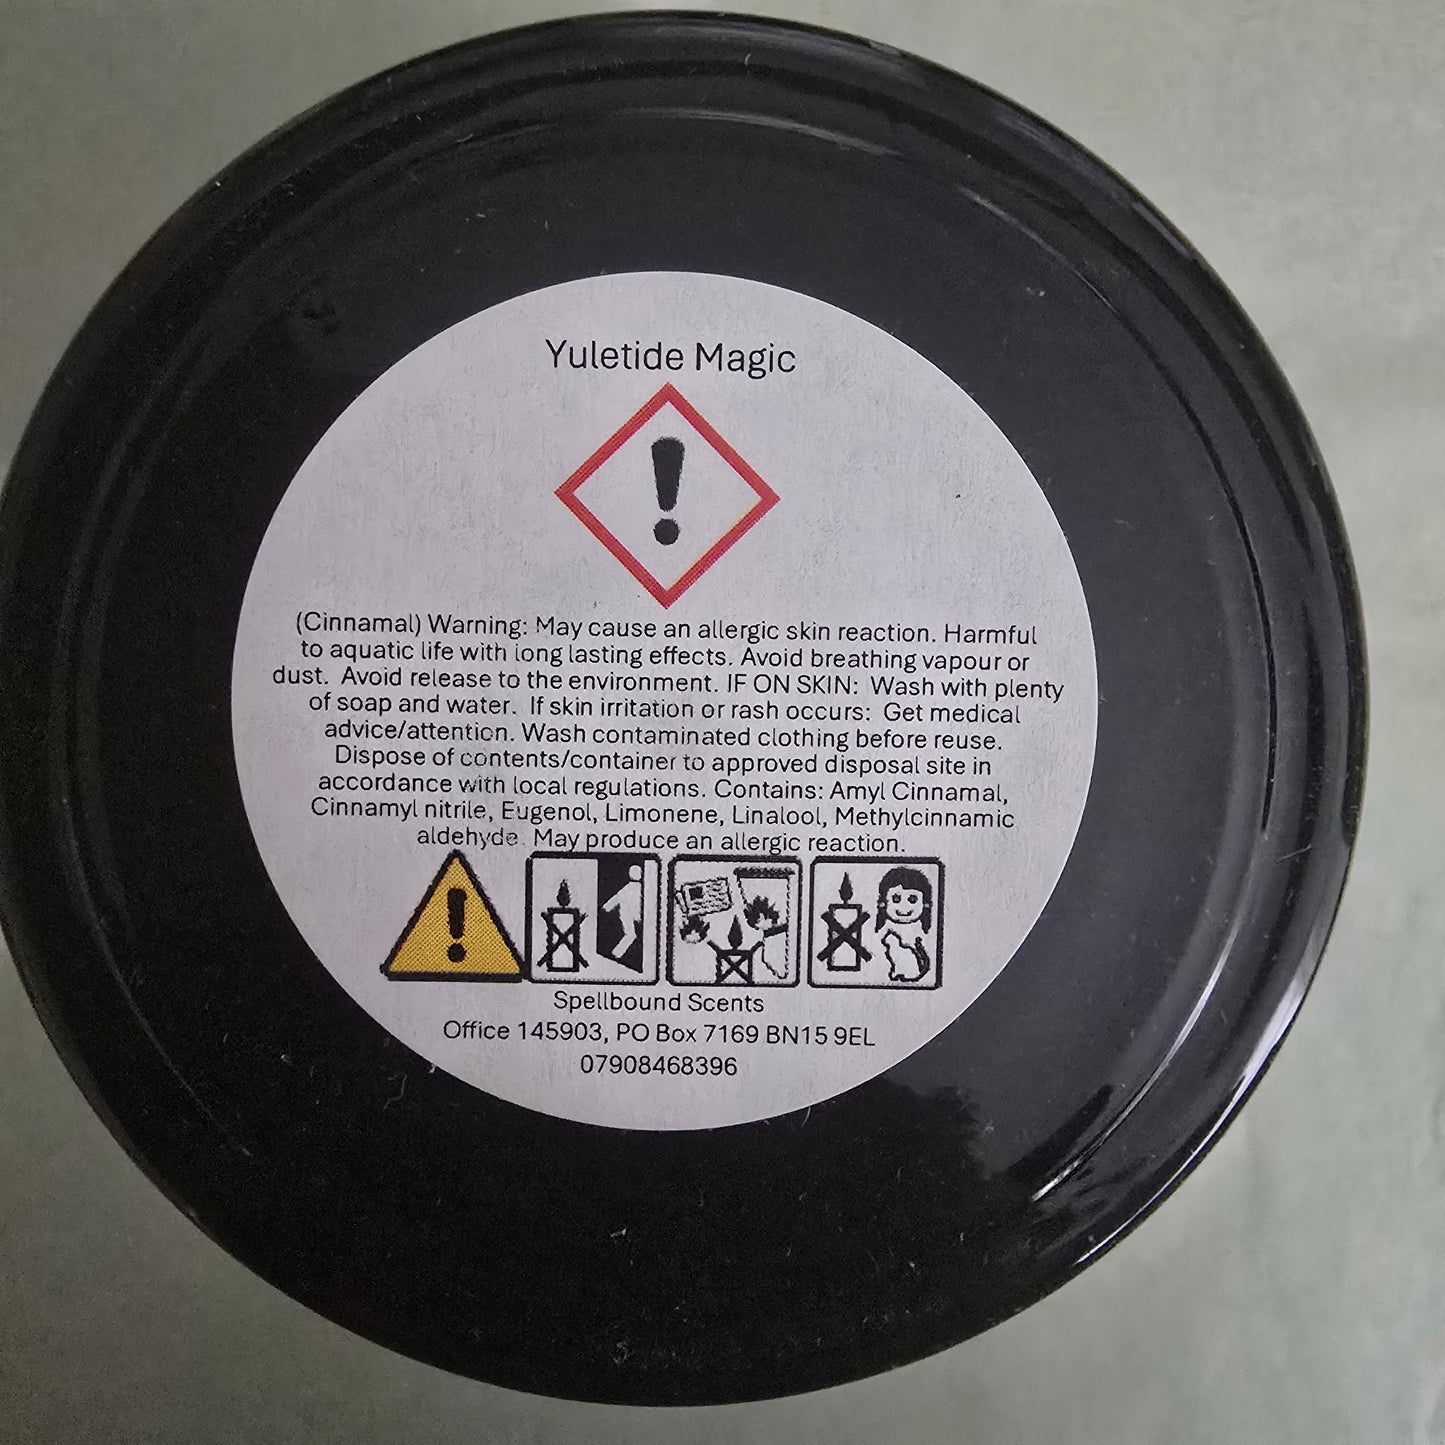 Yuletide Magic
(Cinnamal) Warning: May cause an allergic skin reaction. Harmful
to aquatic life with long lasting effects. Avoid breathing vapour or
dust. Avoid release to the environment. IF ON SKIN: Wash with plenty
of soap and water. If skin irritation or rash occurs: Get medical
advice/attention. Wash contaminated clothing before reuse.
Dispose of contents/container to approved disposal site in
accordance with local regulations. Contains: Amyl Cinnamal,
Cinnamyl nitrile, Eugenol, Limonene, Linalool, Methylcinnamic
aldehyde. May produce an allergic reaction.
Spellbound Scents
Office 145903, PO Box 7169 BN15 9EL
07908468396